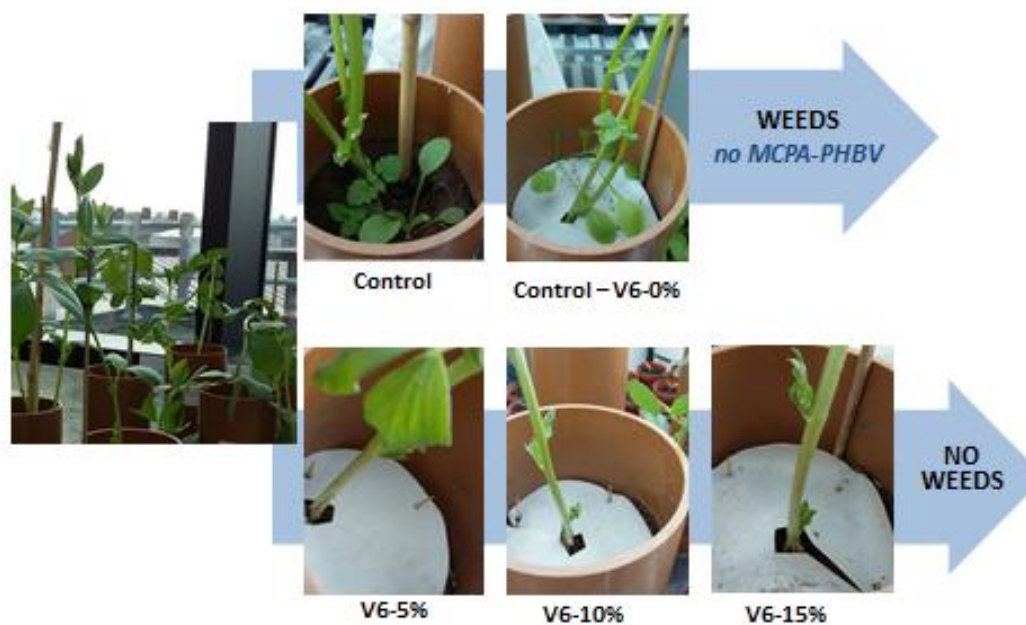 WEEDS
no MCPA-PHBV
Control
Control – V6-0%
NO
WEEDS
V6-5%
V6-10%
V6-15%